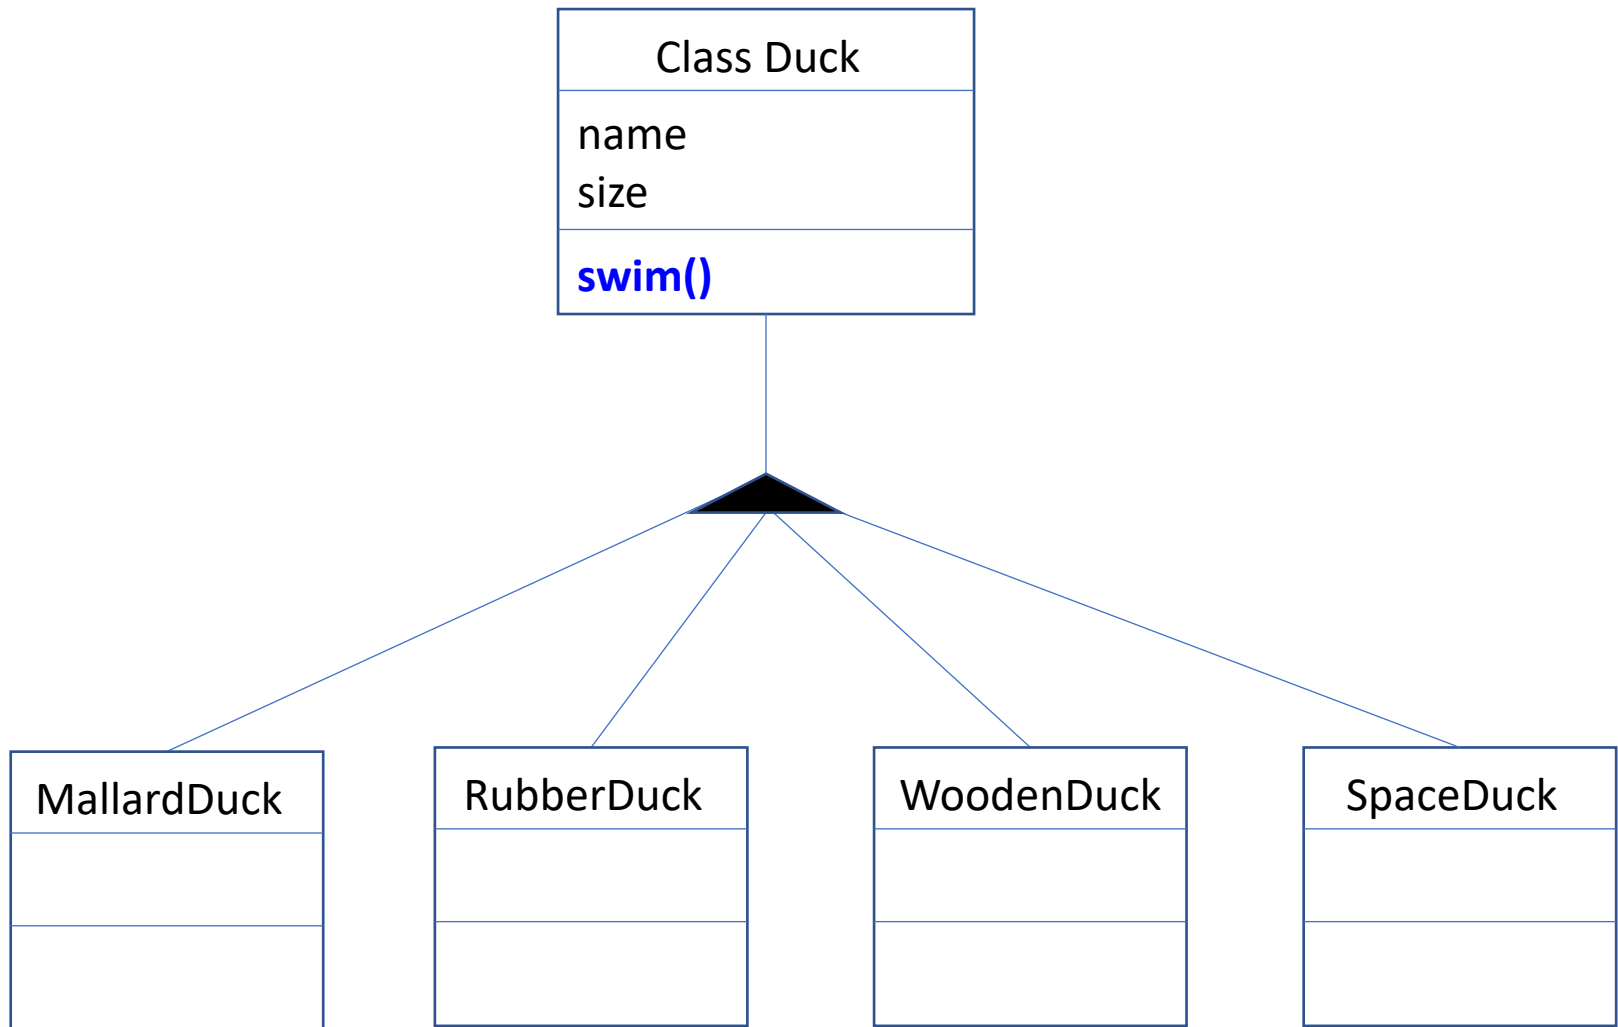 Class Duck
name
size
swim()
MallardDuck
RubberDuck
WoodenDuck
SpaceDuck